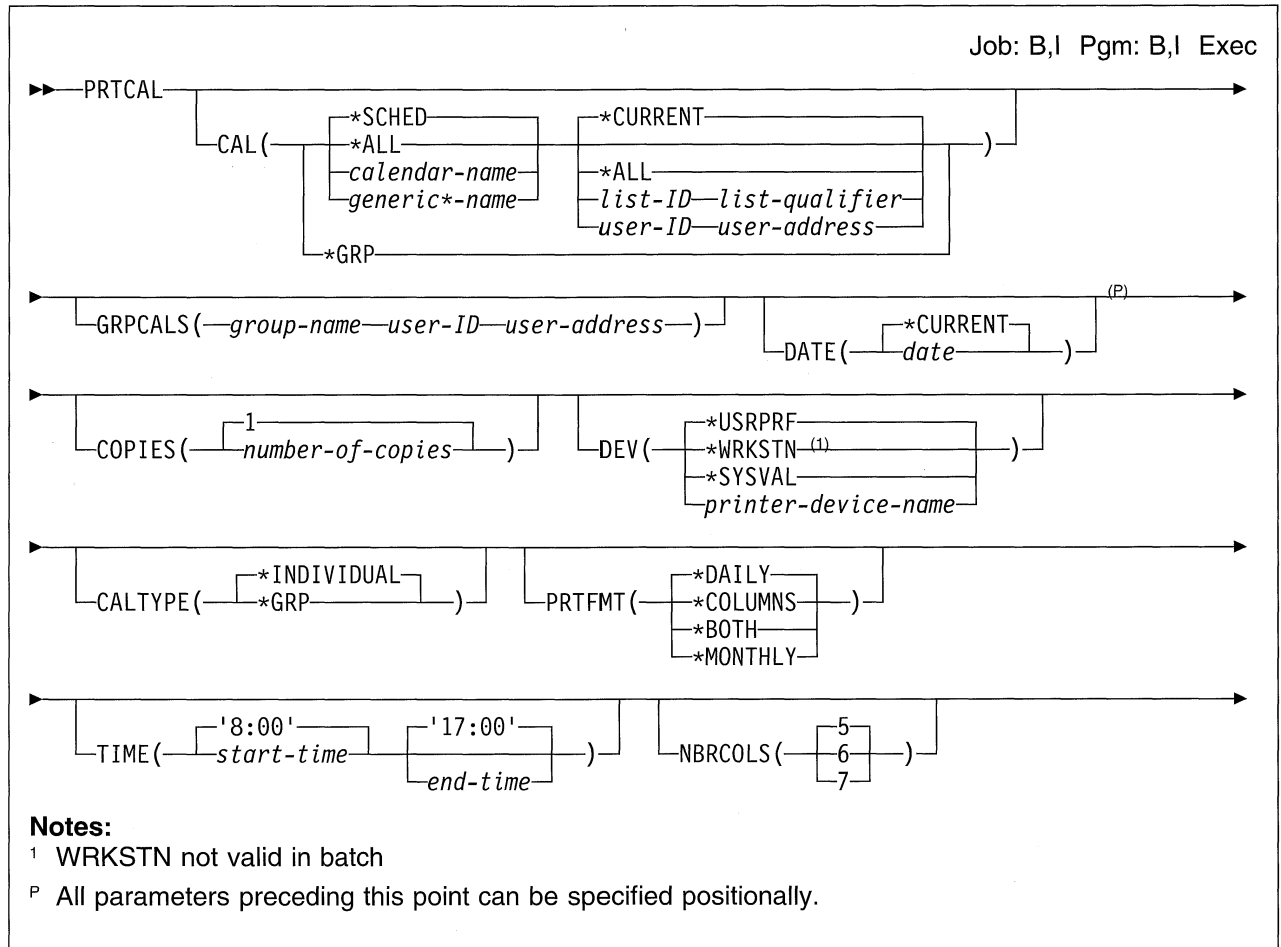 Job: B,I Pgm: B,I Exec
PRTCAL
*SCHED *CURRENT
CAL( *ALL )
calendar-name *ALL
generic*-name list-ID list-qualifier
user-ID user-address
*GRP
(P)
GRPCALS( group-name user-ID user-address ) *CURRENT
DATE( date )
1 *USRPRF
COPIES( number-of-copies ) DEV( *WRKSTN (1) )
*SYSVAL
printer-device-name
*INDIVIDUAL *DAILY
CALTYPE( *GRP ) PRTFMT( *COLUMNS )
*BOTH
*MONTHLY
'8:00' '17:00' 5
TIME( start-time ) NBRCOLS( 6 )
end-time 7
Notes:
1 WRKSTN not valid in batch
P All parameters preceding this point can be specified positionally.